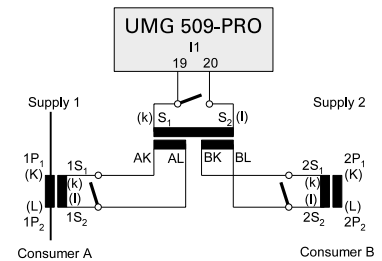 UMG 509-PRO
I1
19 20
Supply 1 Supply 2
(k) S1 S2 (l)
1P1 1S1 AK AL BK BL 2S1 2P1
(K) (k) (k) (K)
(L) (l) (l) (L)
1P2 1S2 2S2 2P2
Consumer A Consumer B